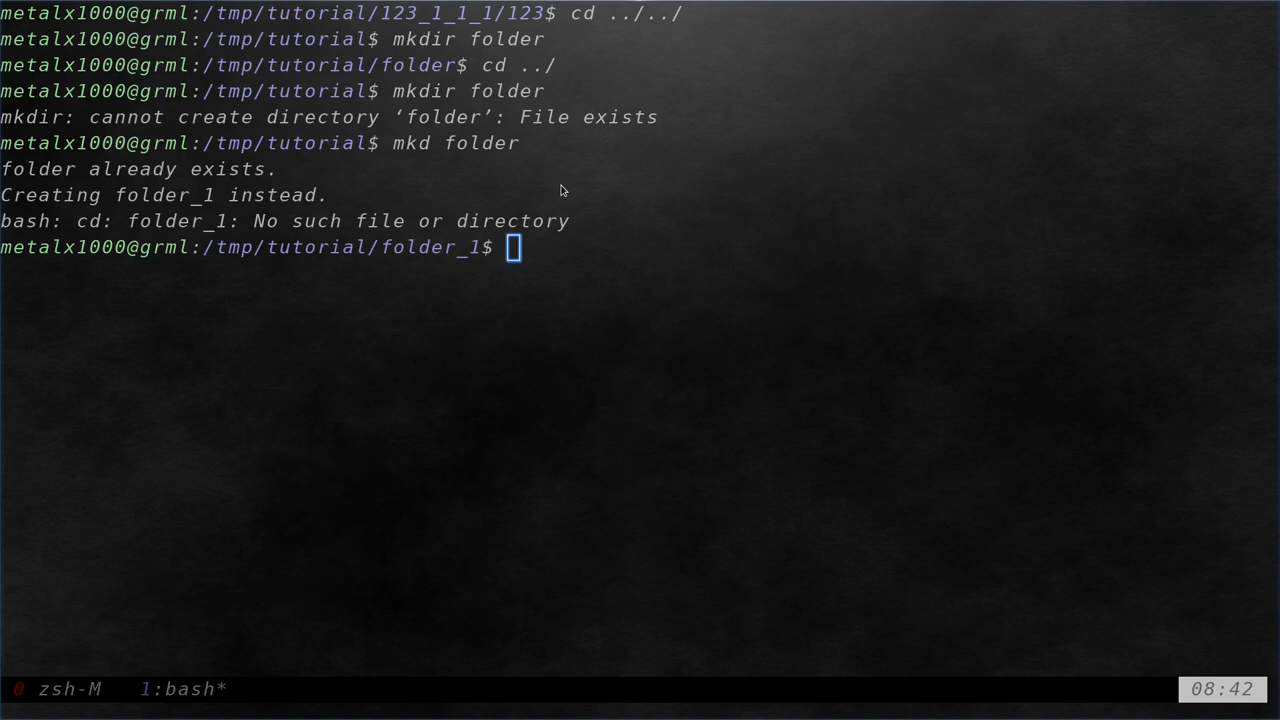 metalx1000@grml:/tmp/tutorial/123_1_1_1/123$ cd ../../
metalx1000@grml:/tmp/tutorial$ mkdir folder
metalx1000@grml:/tmp/tutorial/folder$ cd ../
metalx1000@grml:/tmp/tutorial$ mkdir folder
mkdir: cannot create directory ‘folder’: File exists
metalx1000@grml:/tmp/tutorial$ mkd folder
folder already exists.
Creating folder_1 instead.
bash: cd: folder_1: No such file or directory
metalx1000@grml:/tmp/tutorial/folder_1$
0 zsh-M 1:bash* 08:42